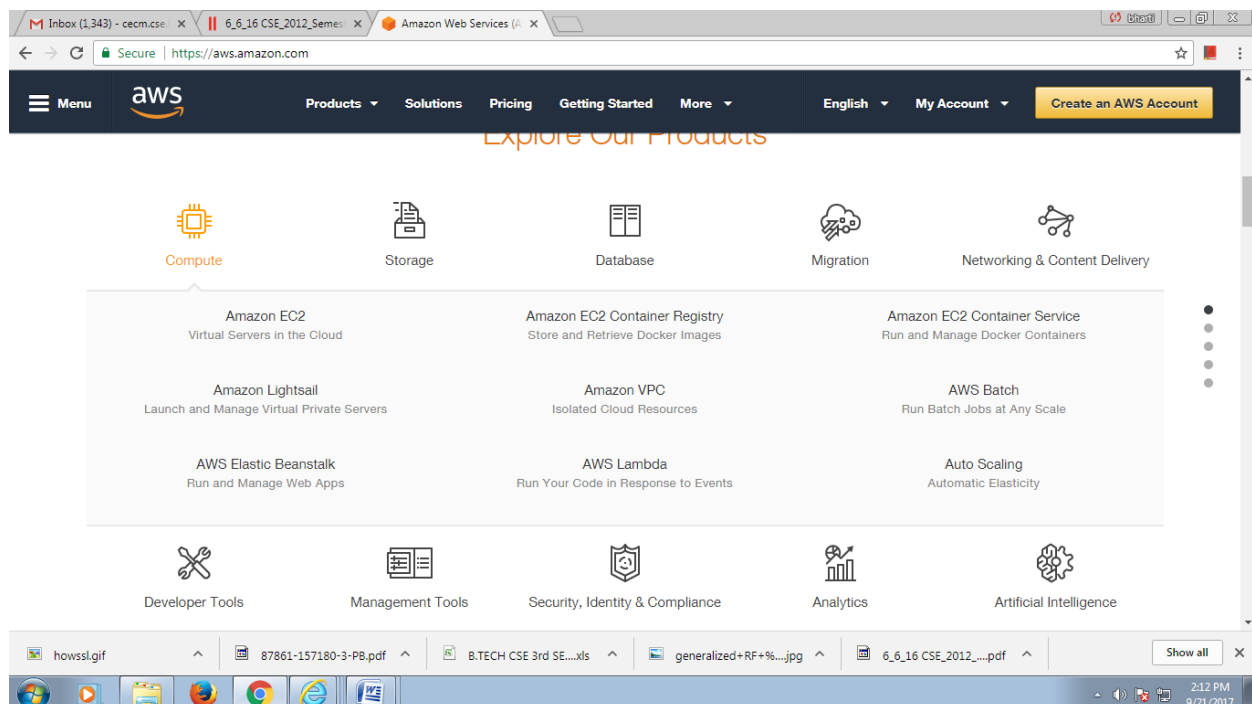 Inbox (1,343) - cecm.cse
6_6_16 CSE_2012_Semes
Amazon Web Services (A
Bharti
Secure
https://aws.amazon.com
Menu
aws
Products
Solutions
Pricing
Getting Started
More
English
My Account
Create an AWS Account
Explore Our Products
Compute
Storage
Database
Migration
Networking & Content Delivery
Amazon EC2
Virtual Servers in the Cloud
Amazon EC2 Container Registry
Store and Retrieve Docker Images
Amazon EC2 Container Service
Run and Manage Docker Containers
Amazon Lightsail
Launch and Manage Virtual Private Servers
Amazon VPC
Isolated Cloud Resources
AWS Batch
Run Batch Jobs at Any Scale
AWS Elastic Beanstalk
Run and Manage Web Apps
AWS Lambda
Run Your Code in Response to Events
Auto Scaling
Automatic Elasticity
Developer Tools
Management Tools
Security, Identity & Compliance
Analytics
Artificial Intelligence
howssl.gif
87861-157180-3-PB.pdf
B.TECH CSE 3rd SE....xls
generalized+RF+%....jpg
6_6_16 CSE_2012_....pdf
Show all
2:12 PM
9/21/2017